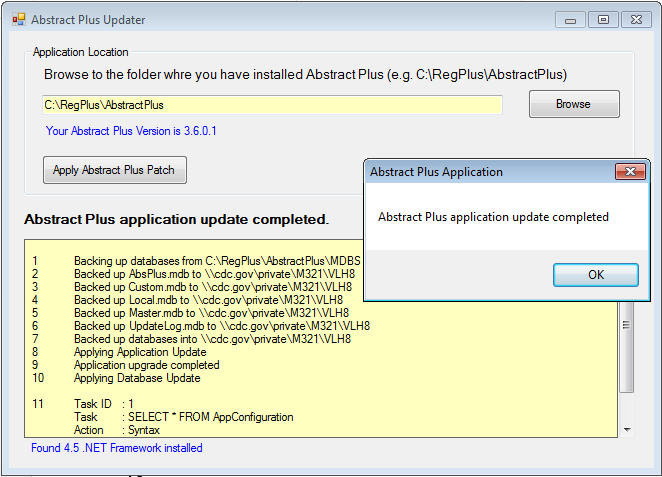 Abstract Plus Updater
Application Location
Browse to the folder whre you have installed Abstract Plus (e.g. C:\RegPlus\AbstractPlus)
C:\RegPlus\AbstractPlus
Browse
Your Abstract Plus Version is 3.6.0.1
Apply Abstract Plus Patch
Abstract Plus Application
Abstract Plus application update completed
OK
Abstract Plus application update completed.
1 Backing up databases from C:\RegPlus\AbstractPlus\MDBS
2 Backed up AbsPlus.mdb to \\cdc.gov\private\M321\VLH8
3 Backed up Custom.mdb to \\cdc.gov\private\M321\VLH8
4 Backed up Local.mdb to \\cdc.gov\private\M321\VLH8
5 Backed up Master.mdb to \\cdc.gov\private\M321\VLH8
6 Backed up UpdateLog.mdb to \\cdc.gov\private\M321\VLH8
7 Backed up databases into \\cdc.gov\private\M321\VLH8
8 Applying Application Update
9 Application upgrade completed
10 Applying Database Update
11 Task ID : 1
Task : SELECT * FROM AppConfiguration
Action : Syntax
Found 4.5 .NET Framework installed